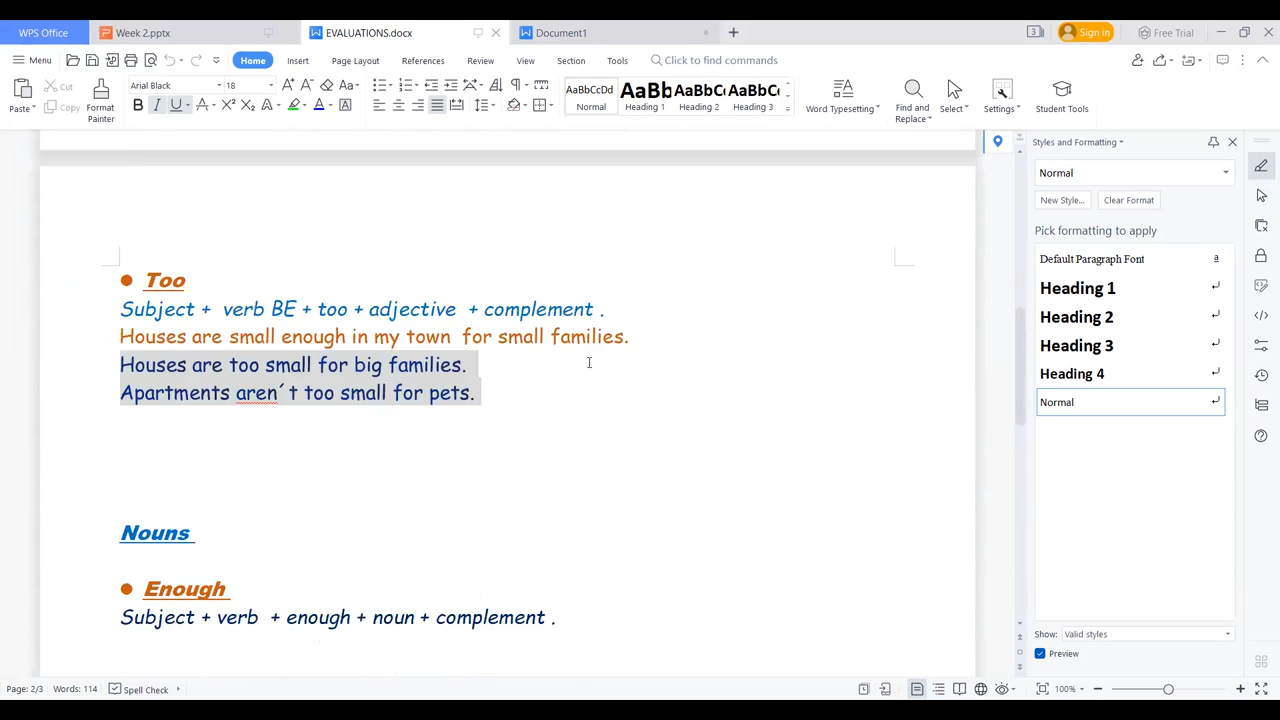 WPS Office
Week 2.pptx
EVALUATIONS.docx
Document1
Sign in
Free Trial
Menu
Home
Insert
Page Layout
References
Review
View
Section
Tools
Click to find commands
Paste
Cut
Copy
Format
Painter
Arial Black
18
AaBbCcDd
Normal
AaBb
Heading 1
AaBbC
Heading 2
AaBbC
Heading 3
Word Typesetting
Find and
Replace
Select
Settings
Student Tools
Too
Subject + verb BE + too + adjective + complement .
Houses are small enough in my town for small families.
Houses are too small for big families.
Apartments aren´t too small for pets.
Nouns
Enough
Subject + verb + enough + noun + complement .
Styles and Formatting
Normal
New Style...
Clear Format
Pick formatting to apply
Default Paragraph Font
a
Heading 1
Heading 2
Heading 3
Heading 4
Normal
Show:
Valid styles
Preview
Page: 2/3
Words: 114
Spell Check
100%